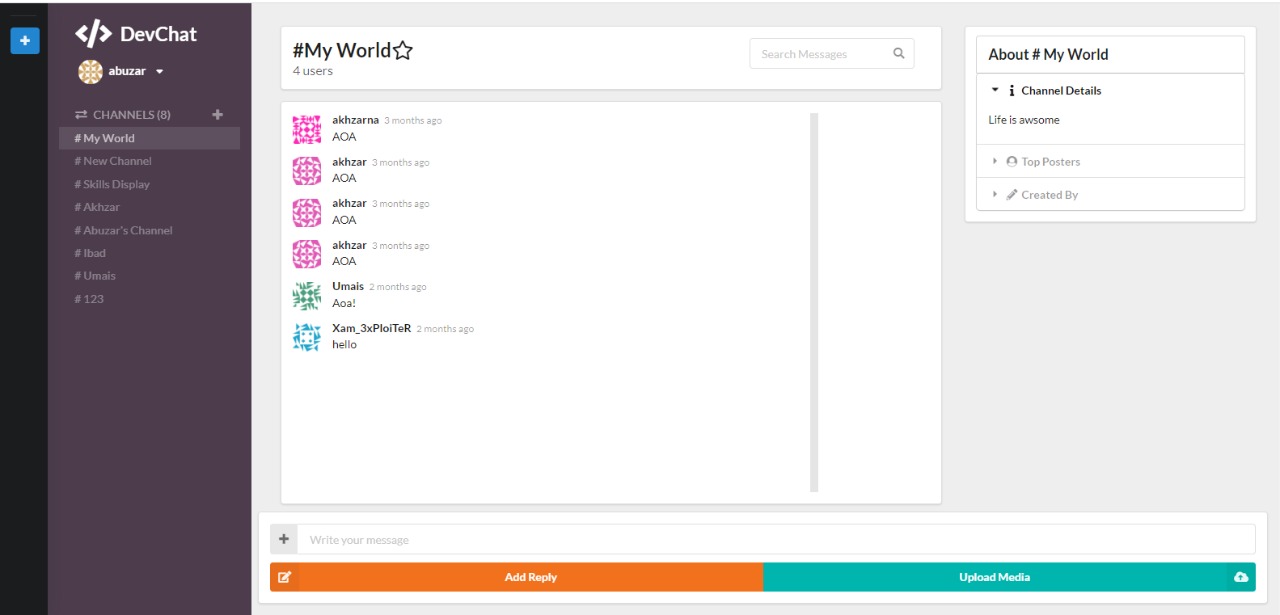 DevChat
abuzar
CHANNELS (8)
# My World
# New Channel
# Skills Display
# Akhzar
# Abuzar's Channel
# Ibad
# Umais
# 123
#My World
4 users
Search Messages
akhzarna 3 months ago
AOA
akhzar 3 months ago
AOA
akhzar 3 months ago
AOA
akhzar 3 months ago
AOA
Umais 2 months ago
Aoa!
Xam_3xPloiTeR 2 months ago
hello
About # My World
Channel Details
Life is awsome
Top Posters
Created By
Write your message
Add Reply
Upload Media